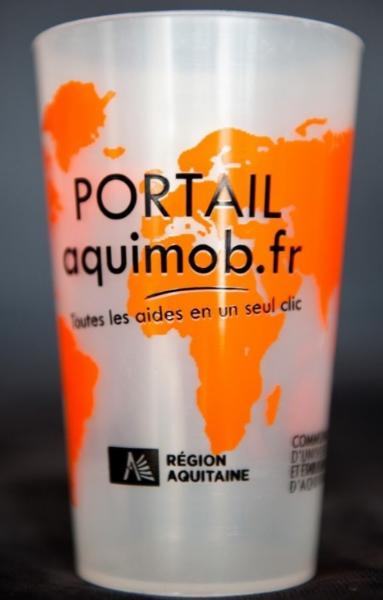 PORTAIL
aquimob.fr
Toutes les aides en un seul clic
RÉGION
AQUITAINE